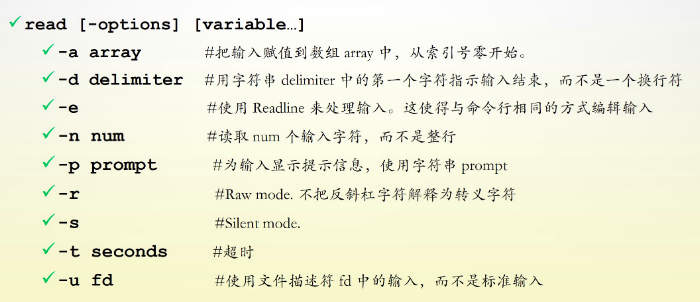 ✓read [-options] [variable…]
✓-a array #把输入赋值到数组 array 中，从索引号零开始。
✓-d delimiter #用字符串 delimiter 中的第一个字符指示输入结束，而不是一个换行符
✓-e #使用 Readline 来处理输入。这使得与命令行相同的方式编辑输入
✓-n num #读取 num 个输入字符，而不是整行
✓-p prompt #为输入显示提示信息，使用字符串 prompt
✓-r #Raw mode. 不把反斜杠字符解释为转义字符
✓-s #Silent mode.
✓-t seconds #超时
✓-u fd #使用文件描述符 fd 中的输入，而不是标准输入